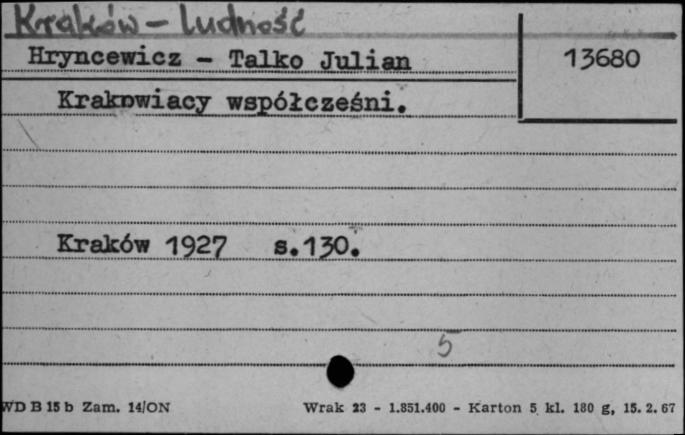 Kraków – ludność
Hryncewicz - Talko Julian
13680
Krakowiacy współcześni.
Kraków 1927 s.130.
5
WD B 15 b Zam. 14/ON
Wrak 23 - 1.851.400 - Karton 5 kl. 180 g, 15. 2. 67